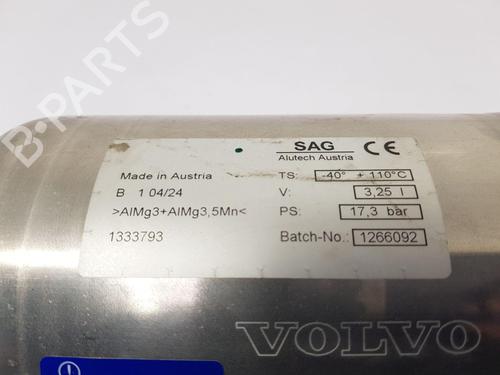 B-PARTS
SAG
CE
Alutech Austria
Made in Austria
TS: -40° + 110°C
B 1 04/24
V: 3,25 l
>AlMg3+AlMg3,5Mn<
PS: 17,3 bar
1333793
Batch-No.: 1266092
VOLVO